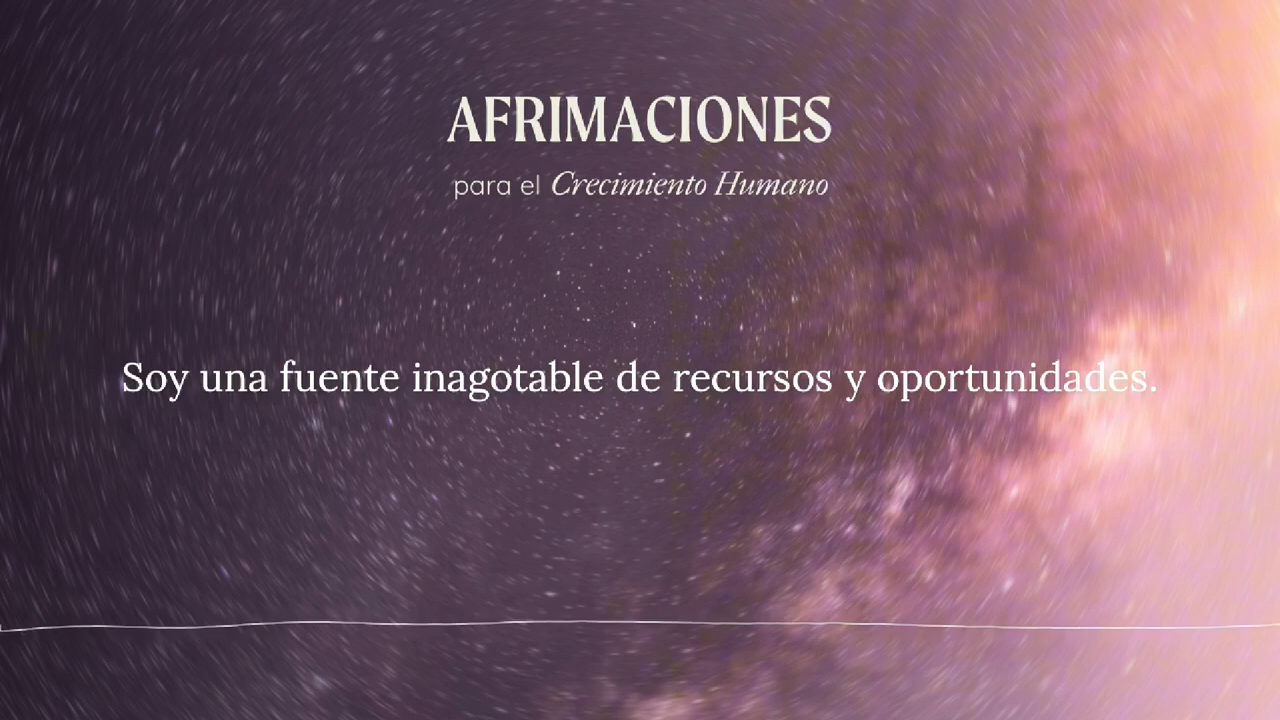 AFRIMACIONES
para el Crecimiento Humano
Soy una fuente inagotable de recursos y oportunidades.